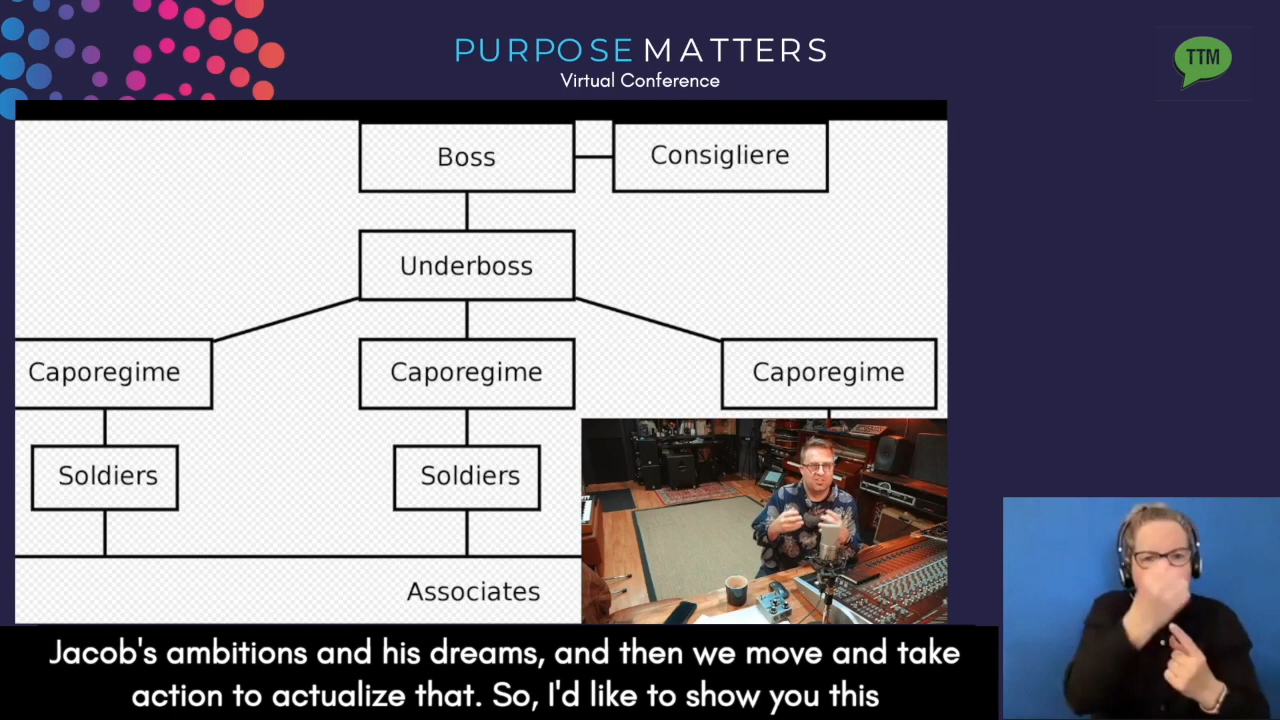 PURPOSE MATTERS
Virtual Conference
TTM
Boss
Consigliere
Underboss
Caporegime
Caporegime
Caporegime
Soldiers
Soldiers
Associates
Jacob's ambitions and his dreams, and then we move and take
action to actualize that. So, I'd like to show you this